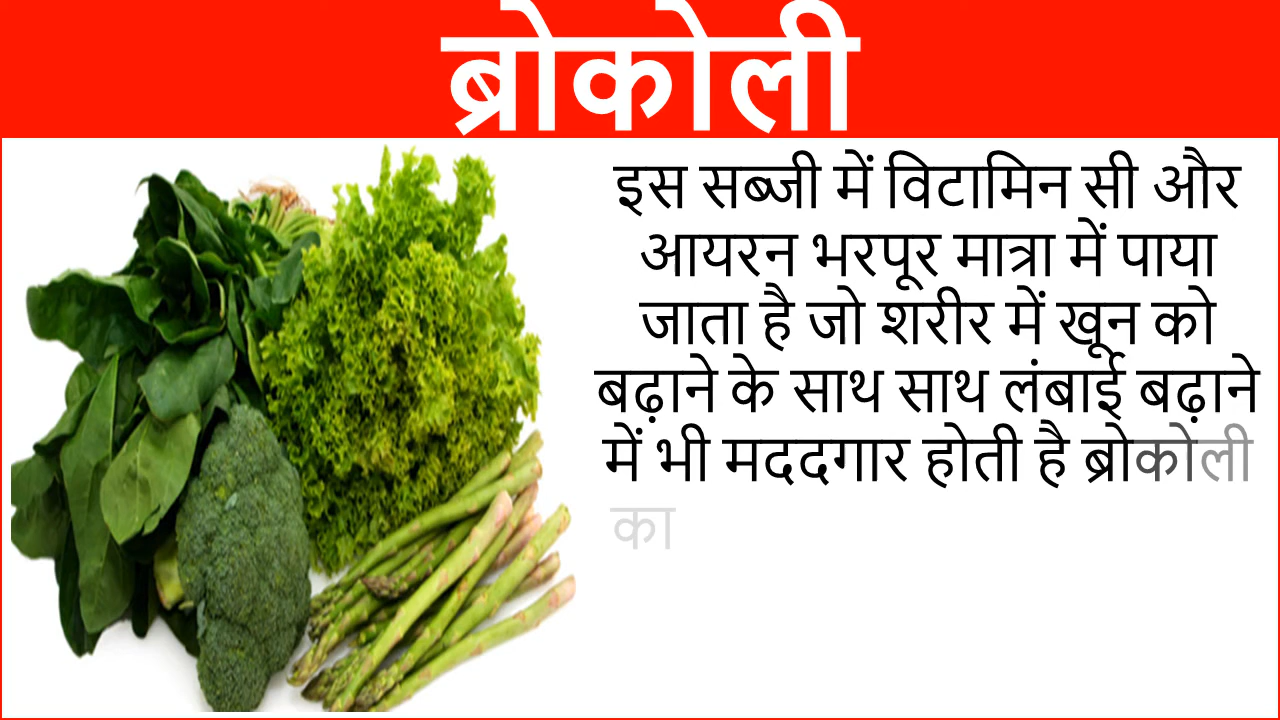 ब्रोकोली
इस सब्जी में विटामिन सी और
आयरन भरपूर मात्रा में पाया
जाता है जो शरीर में खून को
बढ़ाने के साथ साथ लंबाई बढ़ाने
में भी मददगार होती है ब्रोकोली
का